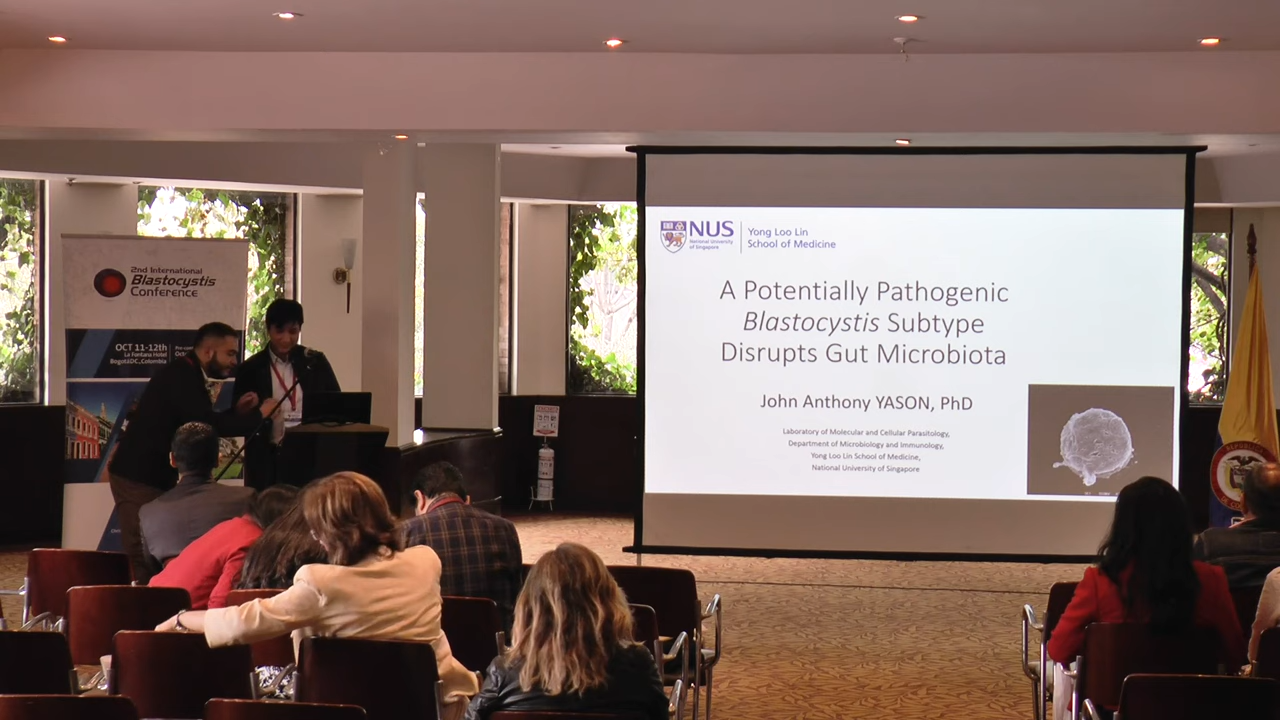 2nd International
Blastocystis
Conference
OCT 11-12th
La Fontana Hotel
Bogotá DC., Colombia
NUS
National University
of Singapore
Yong Loo Lin
School of Medicine
A Potentially Pathogenic
Blastocystis Subtype
Disrupts Gut Microbiota
John Anthony YASON, PhD
Laboratory of Molecular and Cellular Parasitology,
Department of Microbiology and Immunology,
Yong Loo Lin School of Medicine,
National University of Singapore